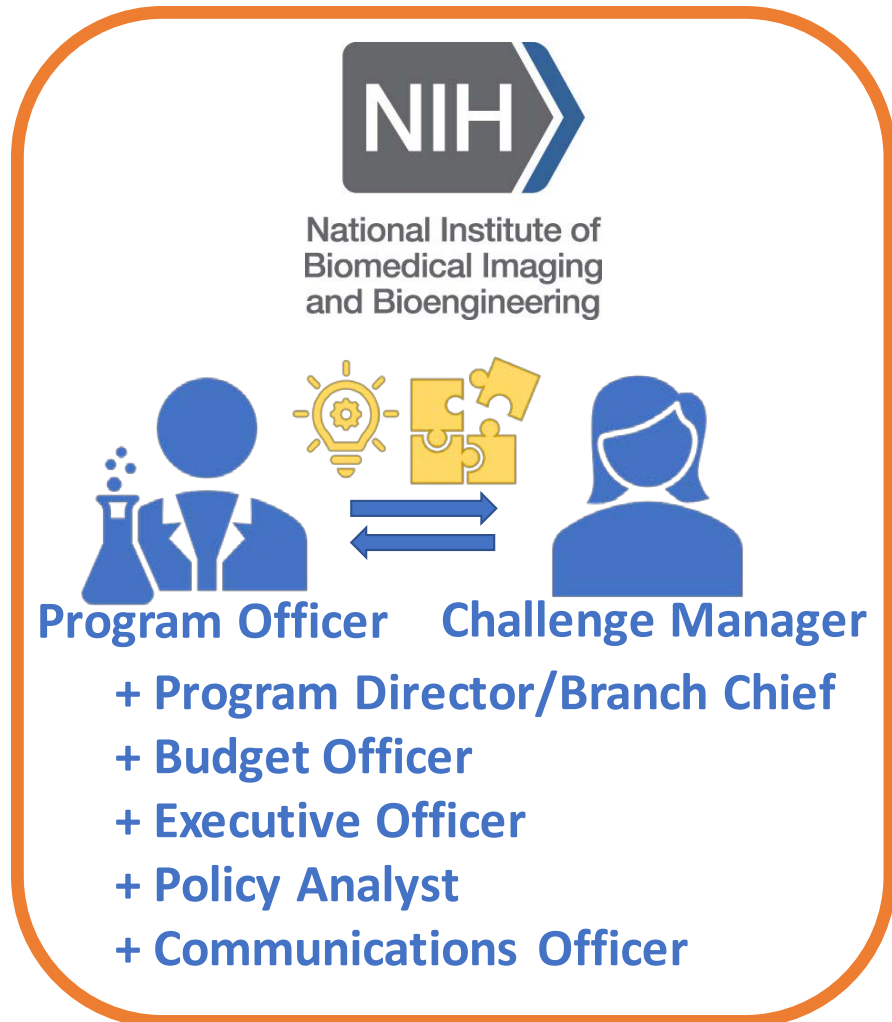 NIH
National Institute of
Biomedical Imaging
and Bioengineering
Program Officer
Challenge Manager
+ Program Director/Branch Chief
+ Budget Officer
+ Executive Officer
+ Policy Analyst
+ Communications Officer